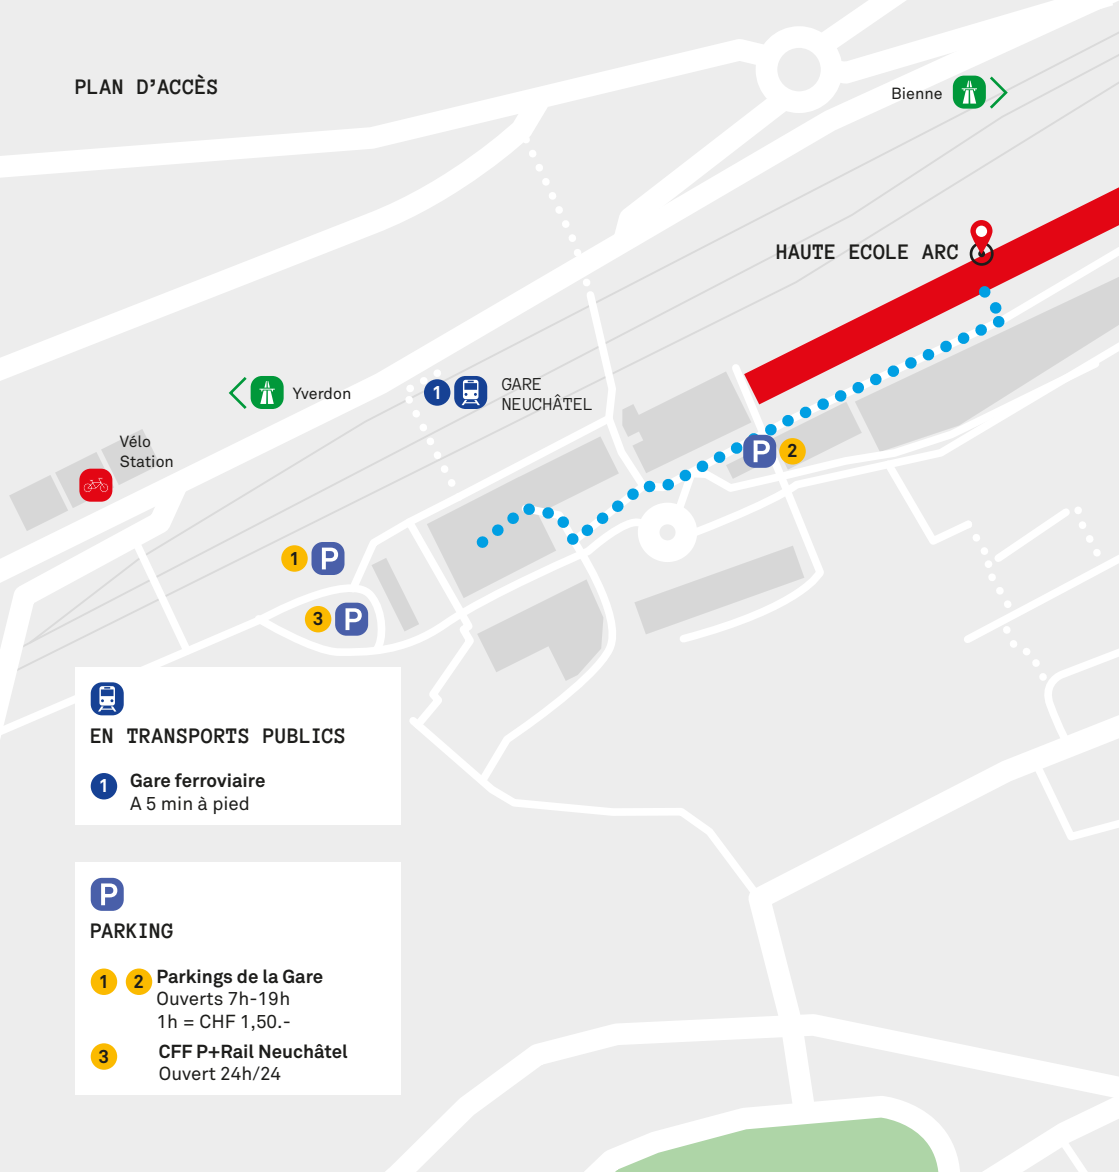 PLAN D’ACCÈS
Bienne
HAUTE ECOLE ARC
Yverdon
1
GARE
NEUCHÂTEL
Vélo
Station
P 2
1 P
3 P
EN TRANSPORTS PUBLICS
1 Gare ferroviaire
A 5 min à pied
P
PARKING
1 2 Parkings de la Gare
Ouverts 7h-19h
1h = CHF 1,50.-
3 CFF P+Rail Neuchâtel
Ouvert 24h/24